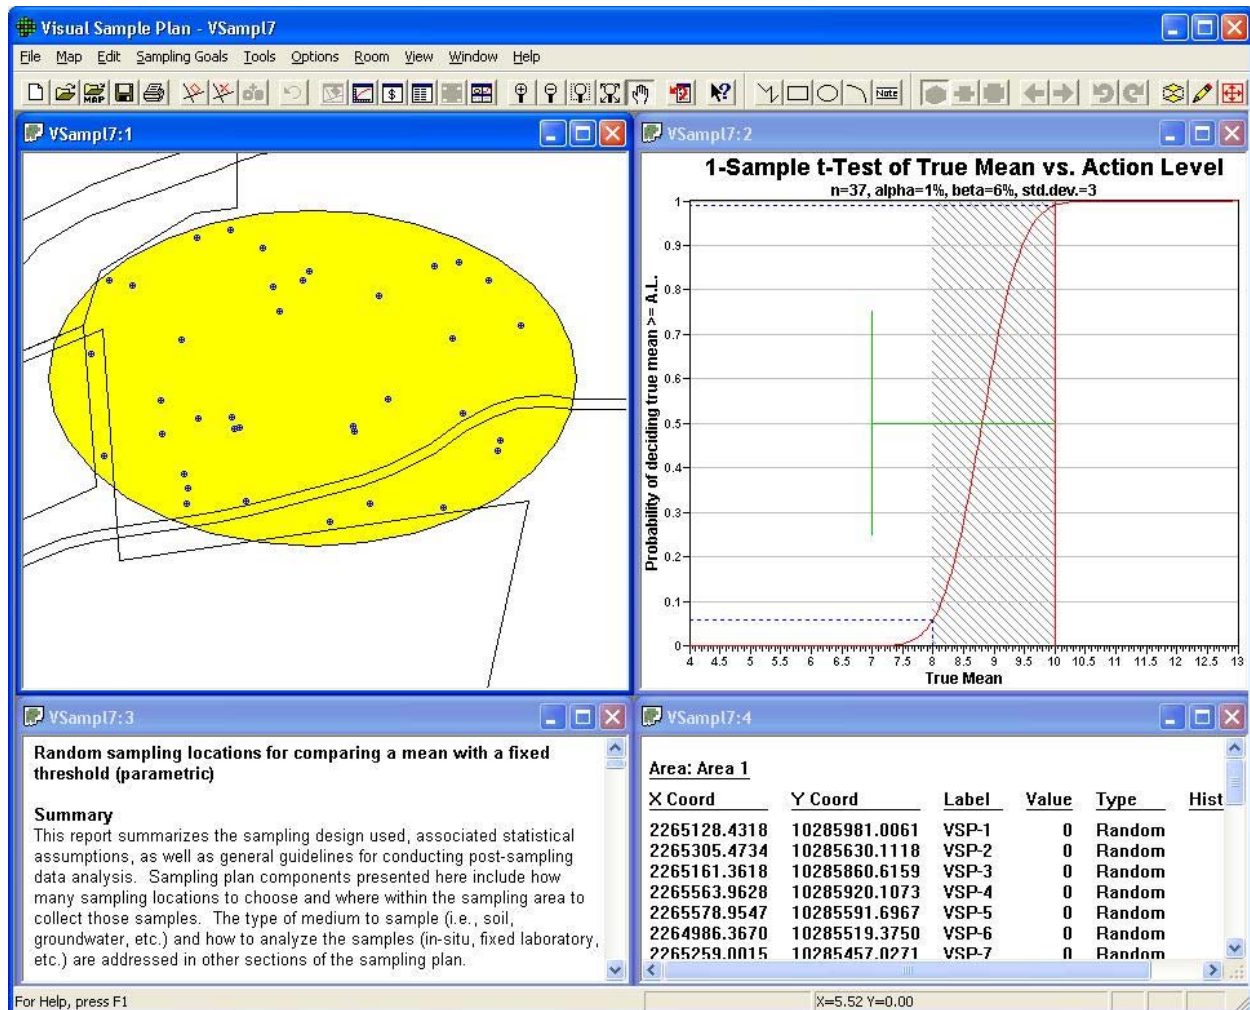 Visual Sample Plan - VSampl7
File Map Edit Sampling Goals Tools Options Room View Window Help
MAP
$
Note
VSampl7:1
VSampl7:2
1-Sample t-Test of True Mean vs. Action Level
n=37, alpha=1%, beta=6%, std.dev.=3
Probability of deciding true mean >= A.L.
1
0.9
0.8
0.7
0.6
0.5
0.4
0.3
0.2
0.1
0
4 4.5 5 5.5 6 6.5 7 7.5 8 8.5 9 9.5 10 10.5 11 11.5 12 12.5 13
True Mean
VSampl7:3
Random sampling locations for comparing a mean with a fixed
threshold (parametric)
Summary
This report summarizes the sampling design used, associated statistical
assumptions, as well as general guidelines for conducting post-sampling
data analysis. Sampling plan components presented here include how
many sampling locations to choose and where within the sampling area to
collect those samples. The type of medium to sample (i.e., soil,
groundwater, etc.) and how to analyze the samples (in-situ, fixed laboratory,
etc.) are addressed in other sections of the sampling plan.
VSampl7:4
Area: Area 1
X Coord Y Coord Label Value Type Hist
2265128.4318 10285981.0061 VSP-1 0 Random
2265305.4734 10285630.1118 VSP-2 0 Random
2265161.3618 10285860.6159 VSP-3 0 Random
2265563.9628 10285920.1073 VSP-4 0 Random
2265578.9547 10285591.6967 VSP-5 0 Random
2264986.3670 10285519.3750 VSP-6 0 Random
2265259.0015 10285457.0271 VSP-7 0 Random
For Help, press F1
X=5.52 Y=0.00